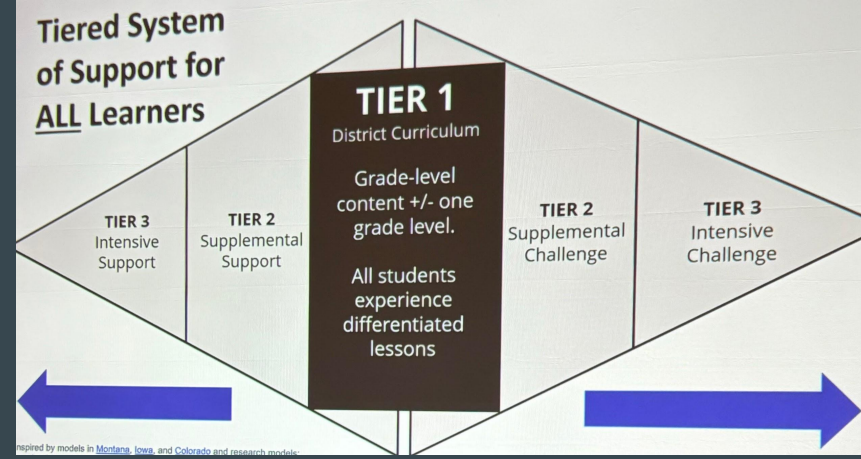 Tiered System
of Support for
ALL Learners
TIER 3
Intensive
Support
TIER 2
Supplemental
Support
TIER 1
District Curriculum
Grade-level
content +/- one
grade level.
All students
experience
differentiated
lessons
TIER 2
Supplemental
Challenge
TIER 3
Intensive
Challenge
nspired by models in Montana, Iowa, and Colorado and research models: